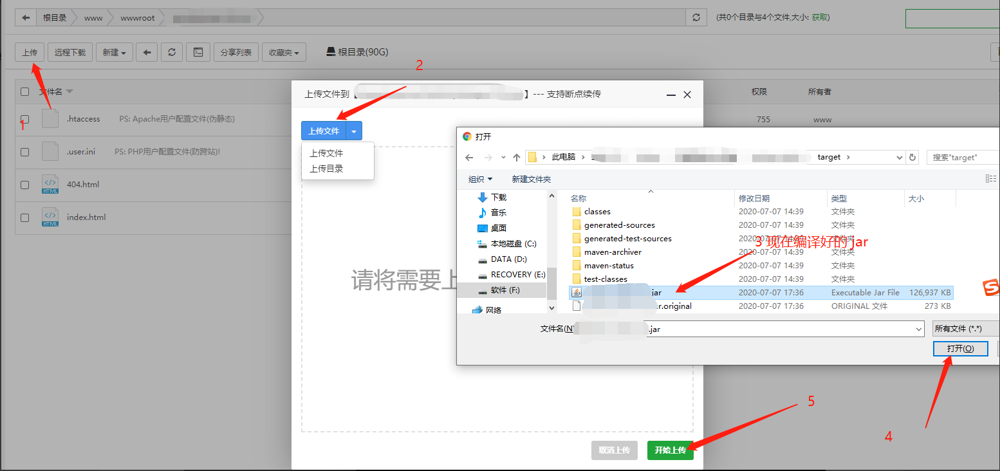 根目录 www wwwroot (共0个目录与4个文件,大小: 获取)
上传 远程下载 新建 分享列表 收藏夹 根目录(90G)
2
文件名 权限 所有者
上传文件到【 】--- 支持断点续传
1
.htaccess PS: Apache用户配置文件(伪静态) 755 www
.user.ini PS: PHP用户配置文件(防跨站)!
404.html
HTML
index.html
HTML
上传文件
上传文件
上传目录
请将需要上
打开
此电脑 target 搜索"target"
组织 新建文件夹
下载
音乐
桌面
本地磁盘 (C:)
DATA (D:)
RECOVERY (E:)
软件 (F:)
网络
名称 修改日期 类型 大小
classes 2020-07-07 14:39 文件夹
generated-sources 2020-07-07 14:39 文件夹
generated-test-sources 2020-07-07 14:39 文件夹
3 现在编译好的 jar
maven-archiver 2020-07-07 14:39 文件夹
maven-status 2020-07-07 14:39 文件夹
test-classes 2020-07-07 14:39 文件夹
.jar 2020-07-07 17:36 Executable Jar File 126,937 KB
.original 2020-07-07 17:36 ORIGINAL 文件 273 KB
文件名(N) .jar 所有文件 (*.*)
打开(O)
5
4
取消上传 开始上传